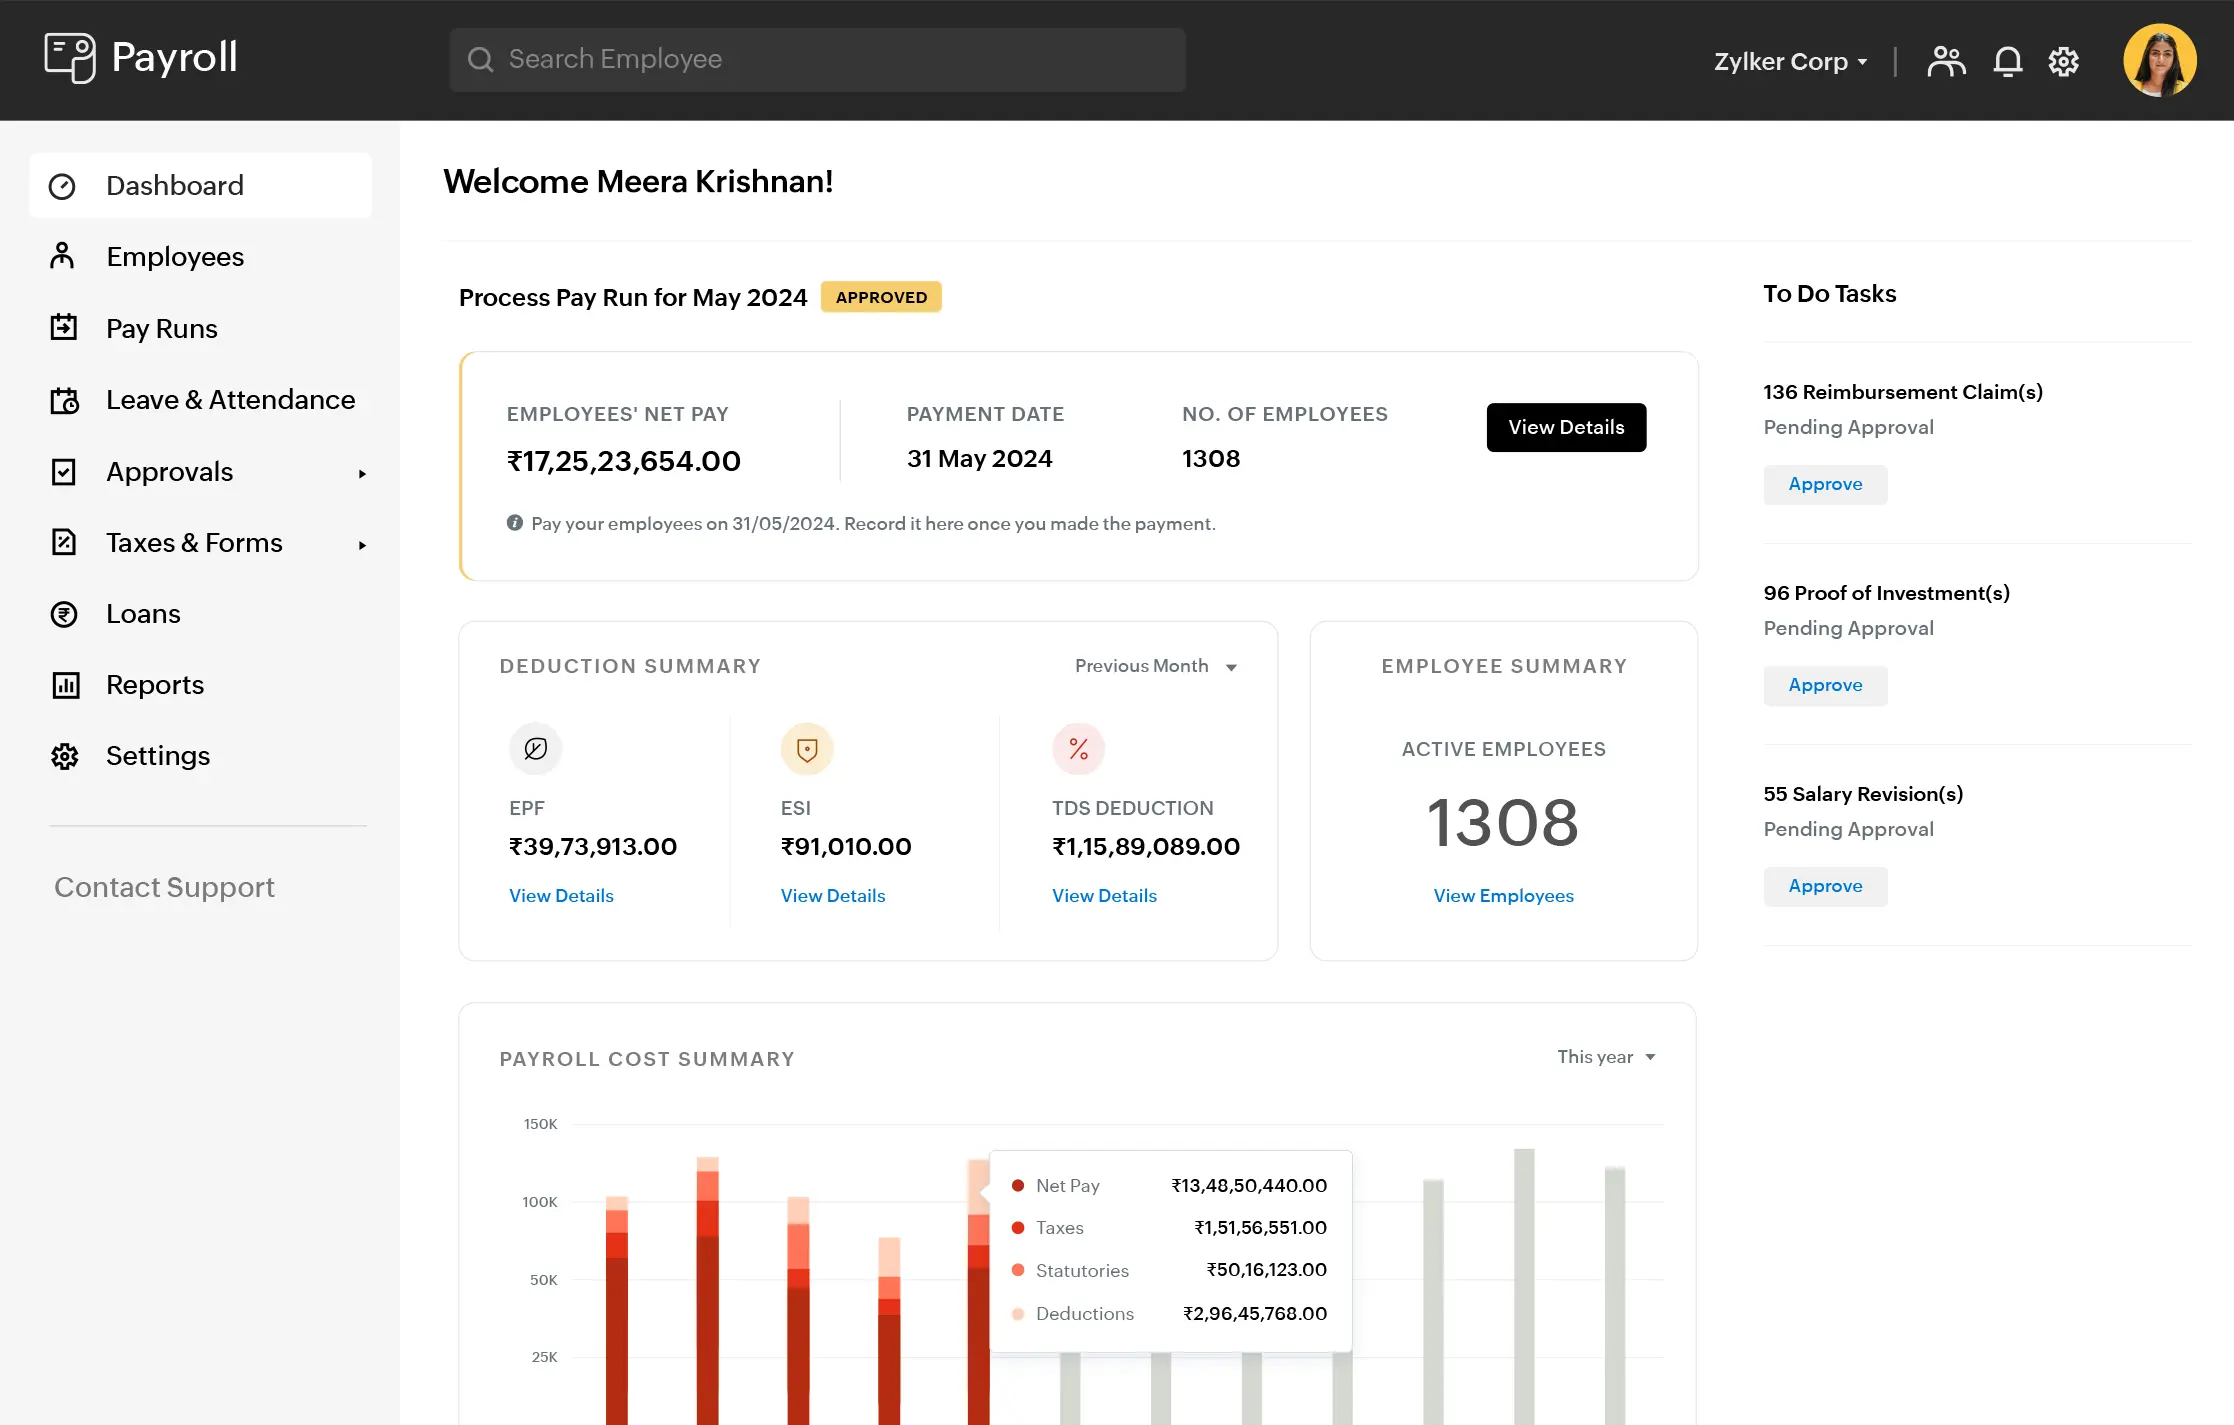 Payroll
Search Employee
Zylker Corp
Dashboard
Employees
Pay Runs
Leave & Attendance
Approvals
Taxes & Forms
Loans
Reports
Settings
Contact Support
Welcome Meera Krishnan!
Process Pay Run for May 2024 APPROVED
EMPLOYEES' NET PAY
₹17,25,23,654.00
PAYMENT DATE
31 May 2024
NO. OF EMPLOYEES
1308
View Details
Pay your employees on 31/05/2024. Record it here once you made the payment.
DEDUCTION SUMMARY
Previous Month
EPF
₹39,73,913.00
View Details
ESI
₹91,010.00
View Details
TDS DEDUCTION
₹1,15,89,089.00
View Details
EMPLOYEE SUMMARY
ACTIVE EMPLOYEES
1308
View Employees
PAYROLL COST SUMMARY
This year
150K
100K
50K
25K
Net Pay ₹13,48,50,440.00
Taxes ₹1,51,56,551.00
Statutories ₹50,16,123.00
Deductions ₹2,96,45,768.00
To Do Tasks
136 Reimbursement Claim(s)
Pending Approval
Approve
96 Proof of Investment(s)
Pending Approval
Approve
55 Salary Revision(s)
Pending Approval
Approve